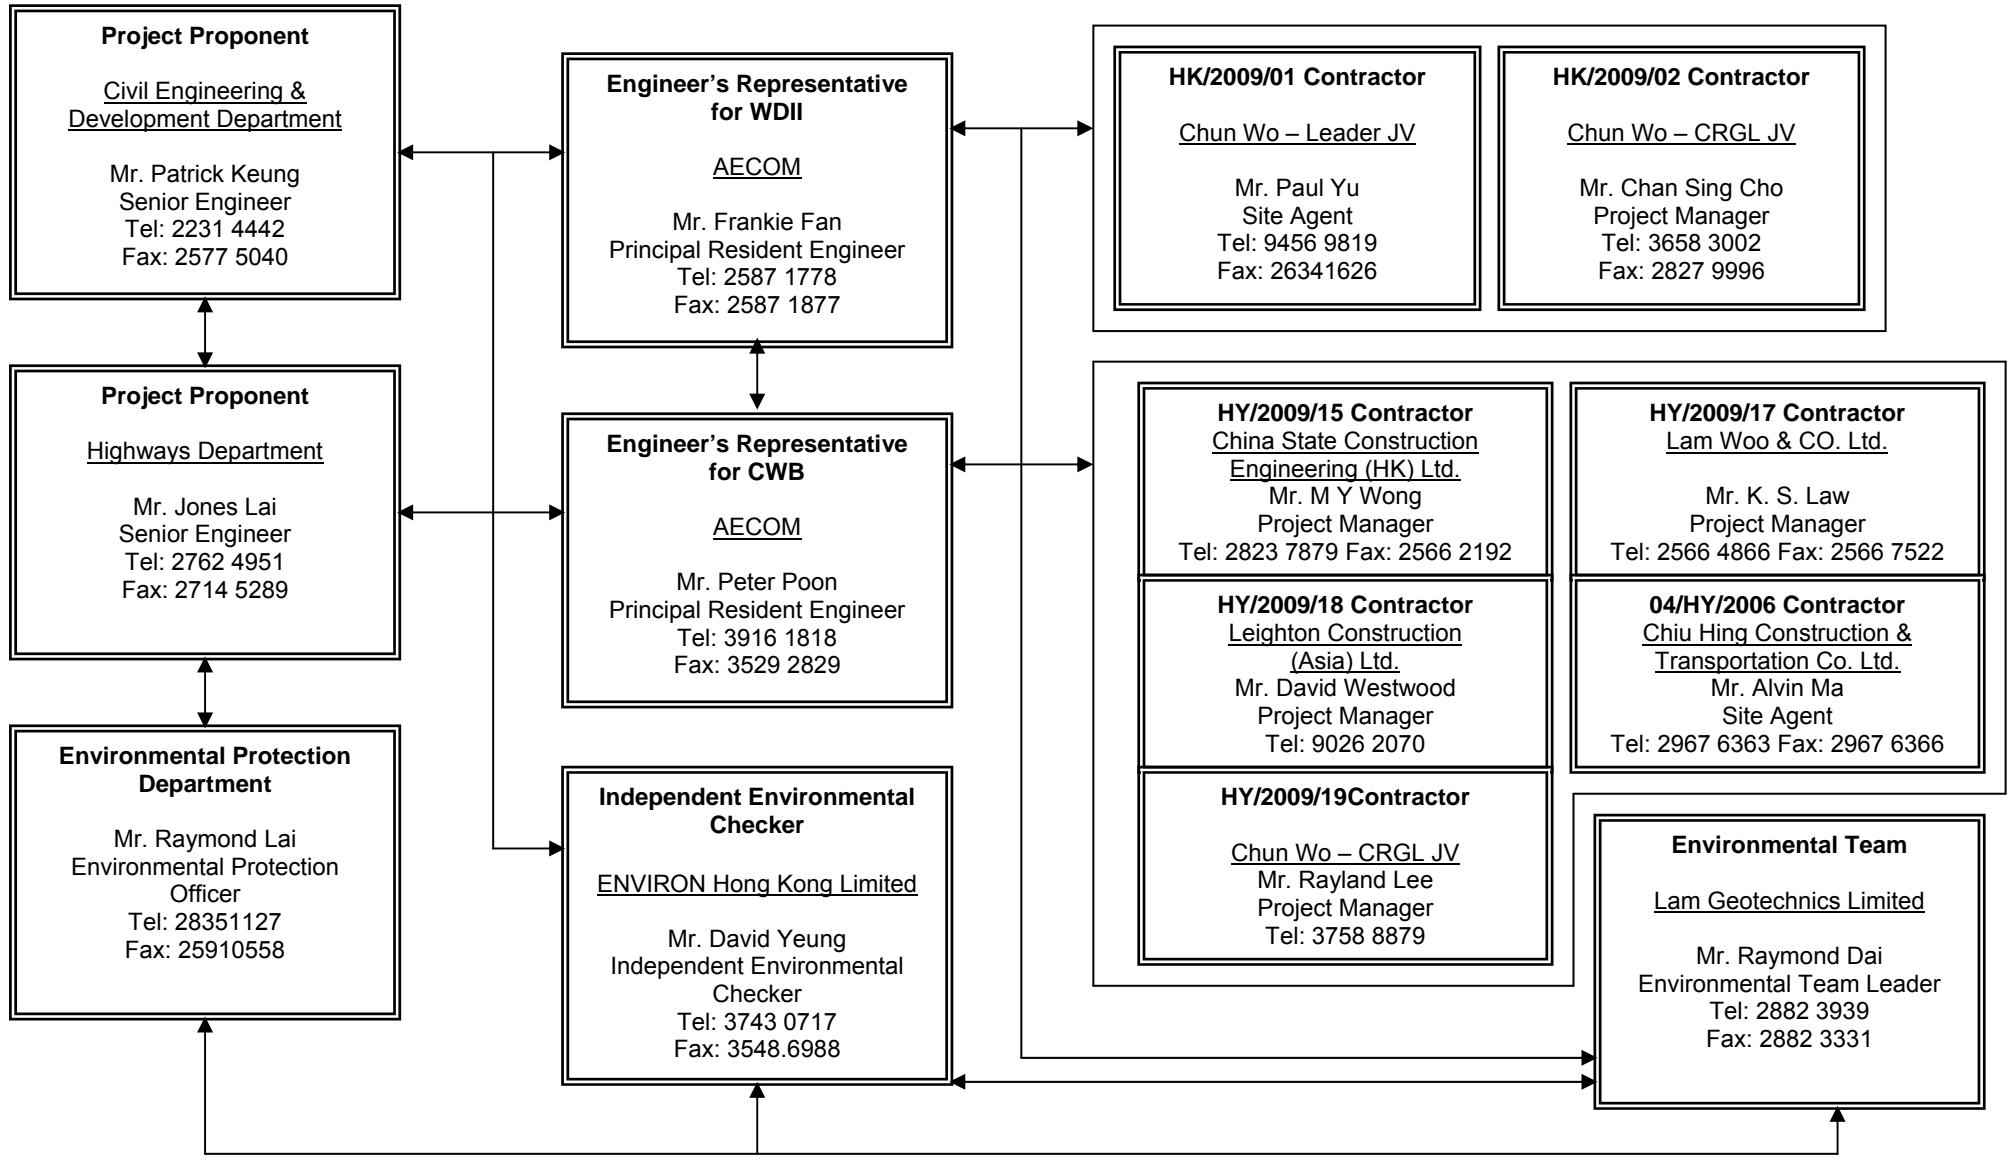 Project Proponent
Civil Engineering &
Development Department
Mr. Patrick Keung
Senior Engineer
Tel: 2231 4442
Fax: 2577 5040
Project Proponent
Highways Department
Mr. Jones Lai
Senior Engineer
Tel: 2762 4951
Fax: 2714 5289
Environmental Protection
Department
Mr. Raymond Lai
Environmental Protection
Officer
Tel: 28351127
Fax: 25910558
Engineer’s Representative
for WDII
AECOM
Mr. Frankie Fan
Principal Resident Engineer
Tel: 2587 1778
Fax: 2587 1877
Engineer’s Representative
for CWB
AECOM
Mr. Peter Poon
Principal Resident Engineer
Tel: 3916 1818
Fax: 3529 2829
Independent Environmental
Checker
ENVIRON Hong Kong Limited
Mr. David Yeung
Independent Environmental
Checker
Tel: 3743 0717
Fax: 3548.6988
HK/2009/01 Contractor
Chun Wo – Leader JV
Mr. Paul Yu
Site Agent
Tel: 9456 9819
Fax: 26341626
HK/2009/02 Contractor
Chun Wo – CRGL JV
Mr. Chan Sing Cho
Project Manager
Tel: 3658 3002
Fax: 2827 9996
HY/2009/15 Contractor
China State Construction
Engineering (HK) Ltd.
Mr. M Y Wong
Project Manager
Tel: 2823 7879 Fax: 2566 2192
HY/2009/17 Contractor
Lam Woo & CO. Ltd.
Mr. K. S. Law
Project Manager
Tel: 2566 4866 Fax: 2566 7522
HY/2009/18 Contractor
Leighton Construction
(Asia) Ltd.
Mr. David Westwood
Project Manager
Tel: 9026 2070
04/HY/2006 Contractor
Chiu Hing Construction &
Transportation Co. Ltd.
Mr. Alvin Ma
Site Agent
Tel: 2967 6363 Fax: 2967 6366
HY/2009/19Contractor
Chun Wo – CRGL JV
Mr. Rayland Lee
Project Manager
Tel: 3758 8879
Environmental Team
Lam Geotechnics Limited
Mr. Raymond Dai
Environmental Team Leader
Tel: 2882 3939
Fax: 2882 3331